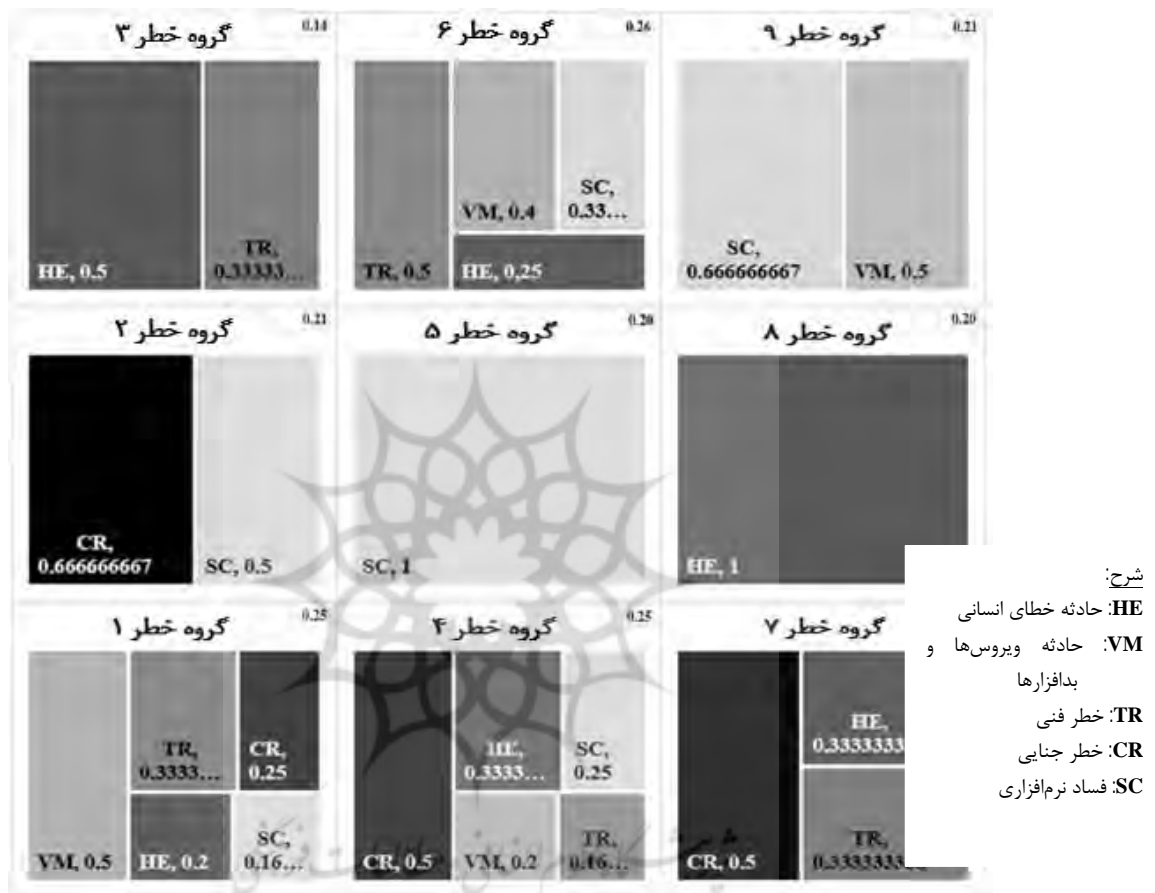 گروه خطر ۳
0.14
HE, 0.5
TR,
0.33333...
گروه خطر ۶
0.26
TR, 0.5
VM, 0.4
SC,
0.33...
HE, 0,25
گروه خطر ۹
0.21
SC,
0.666666667
VM, 0.5
گروه خطر ۲
0.21
CR,
0.666666667
SC, 0.5
گروه خطر ۵
0.20
SC, 1
گروه خطر ۸
0.20
HE, 1
گروه خطر ۱
0.25
VM, 0.5
TR,
0.3333...
CR,
0.25
HE, 0.2
SC,
0.16...
گروه خطر ۴
0.25
CR, 0.5
HE,
0.3333...
SC,
0.25
VM, 0.2
TR,
0.16...
گروه خطر ۷
CR, 0.5
HE,
0.3333333
TR,
شرح:
HE: حادثه خطای انسانی
VM: حادثه ویروس‌ها و
بدافزارها
TR: خطر فنی
CR: خطر جنایی
SC: فساد نرم‌افزاری